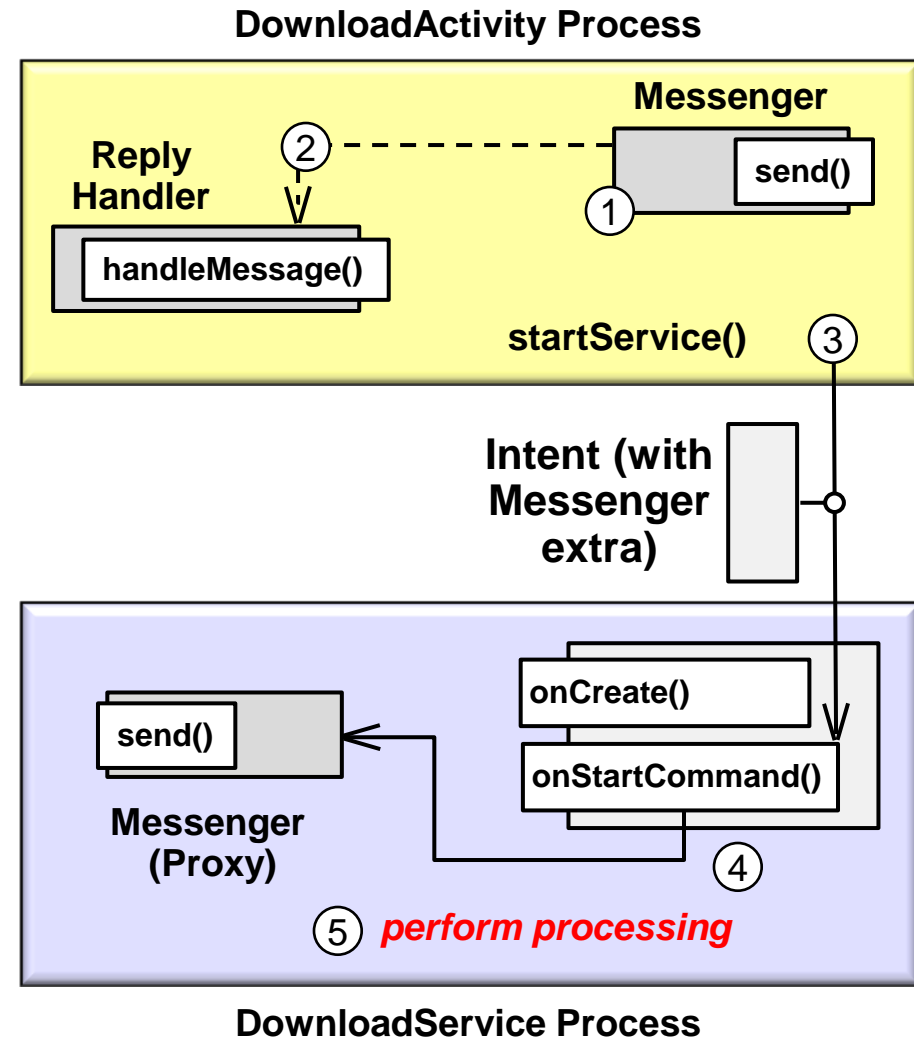 DownloadActivity Process
Messenger
send()
1
2
Reply
Handler
handleMessage()
startService()
3
Intent (with
Messenger
extra)
onCreate()
onStartCommand()
send()
Messenger
(Proxy)
4
5 perform processing
DownloadService Process